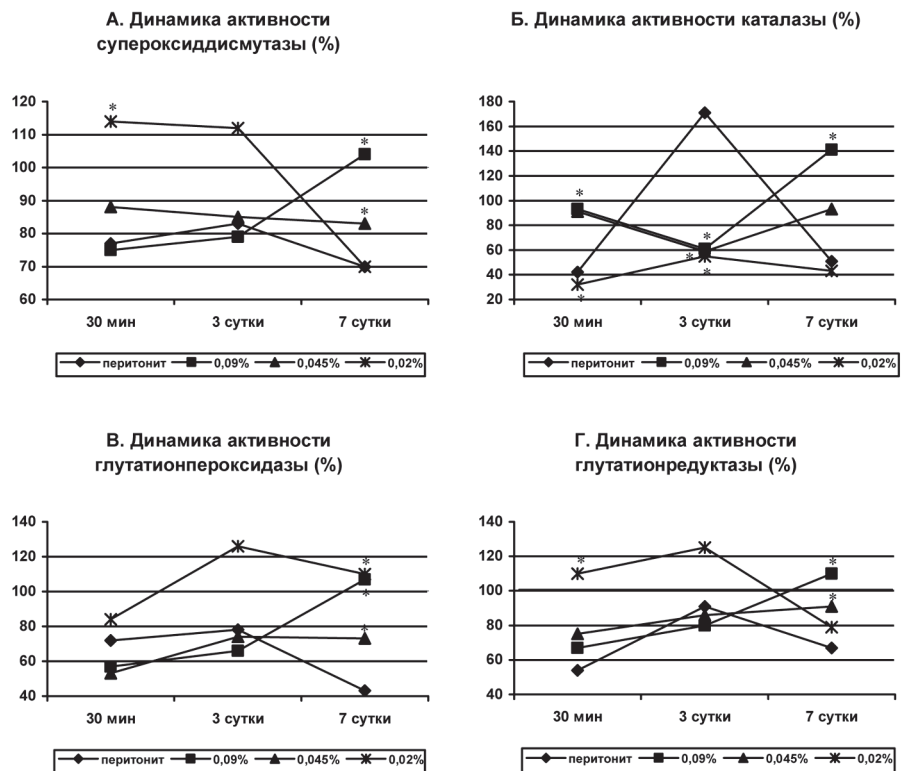 А. Динамика активности
супероксиддисмутазы (%)
120
110
100
90
80
70
60
*
*
*
30 мин 3 сутки 7 сутки
перитонит 0,09% 0,045% 0,02%
Б. Динамика активности каталазы (%)
180
160
140
120
100
80
60
40
20
*
*
*
*
*
*
30 мин 3 сутки 7 сутки
перитонит 0,09% 0,045% 0,02%
В. Динамика активности
глутатионпероксидазы (%)
140
120
100
80
60
40
*
*
*
30 мин 3 сутки 7 сутки
перитонит 0,09% 0,045% 0,02%
Г. Динамика активности
глутатионредуктазы (%)
140
120
100
80
60
40
*
*
*
30 мин 3 сутки 7 сутки
перитонит 0,09% 0,045% 0,02%